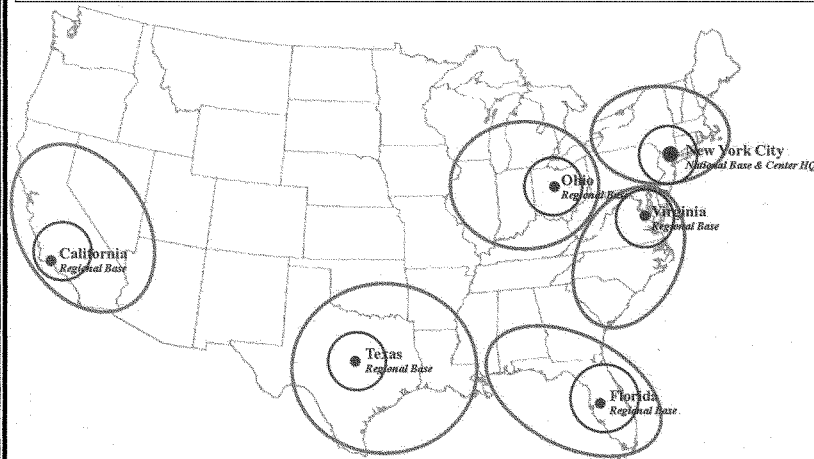 New York City
National Base & Center HQ
Ohio
Regional Base
Virginia
Regional Base
California
Regional Base
Texas
Regional Base
Florida
Regional Base